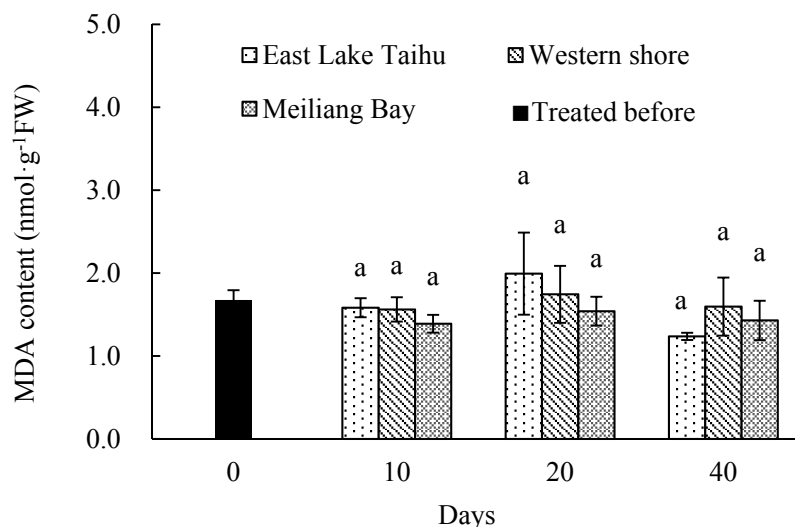 5.0
East Lake Taihu Western shore
4.0
Meiliang Bay Treated before
3.0
a
a a
2.0
a a a a a
a
1.0
0.0
0 10 20 40
Days
MDA content (nmol·g-1FW)